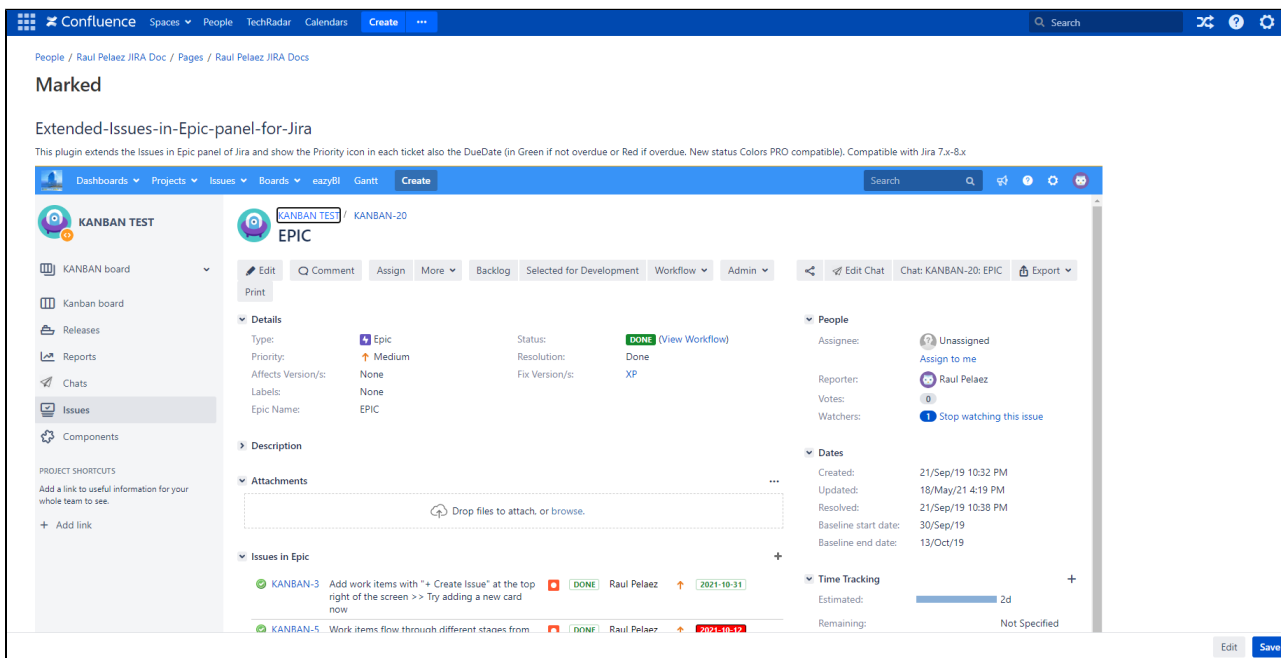 Confluence Spaces People TechRadar Calendars Create ... Search
People / Raul Pelaez JIRA Doc / Pages / Raul Pelaez JIRA Docs
Marked
Extended-Issues-in-Epic-panel-for-Jira
This plugin extends the Issues in Epic panel of Jira and show the Priority icon in each ticket also the DueDate (in Green if not overdue or Red if overdue. New status Colors PRO compatible). Compatible with Jira 7.x-8.x
Dashboards Projects Issues Boards eazyBI Gantt Create Search
KANBAN TEST
KANBAN board
Kanban board
Releases
Reports
Chats
Issues
Components
PROJECT SHORTCUTS
Add a link to useful information for your
whole team to see.
+ Add link
KANBAN TEST / KANBAN-20
EPIC
Edit Comment Assign More Backlog Selected for Development Workflow Admin
Print
Edit Chat Chat: KANBAN-20: EPIC Export
Details
Type: Epic Status: DONE (View Workflow)
Priority: Medium Resolution: Done
Affects Version/s: None Fix Version/s: XP
Labels: None
Epic Name: EPIC
Description
Attachments ...
Drop files to attach, or browse.
Issues in Epic +
KANBAN-3 Add work items with "+ Create Issue" at the top DONE Raul Pelaez 2021-10-31
right of the screen >> Try adding a new card
now
KANBAN-5 Work items flow through different stages from DONE Raul Pelaez 2021-10-12
People
Assignee: Unassigned
Assign to me
Reporter: Raul Pelaez
Votes: 0
Watchers: 1 Stop watching this issue
Dates
Created: 21/Sep/19 10:32 PM
Updated: 18/May/21 4:19 PM
Resolved: 21/Sep/19 10:38 PM
Baseline start date: 30/Sep/19
Baseline end date: 13/Oct/19
Time Tracking +
Estimated: 2d
Remaining: Not Specified
Edit Save